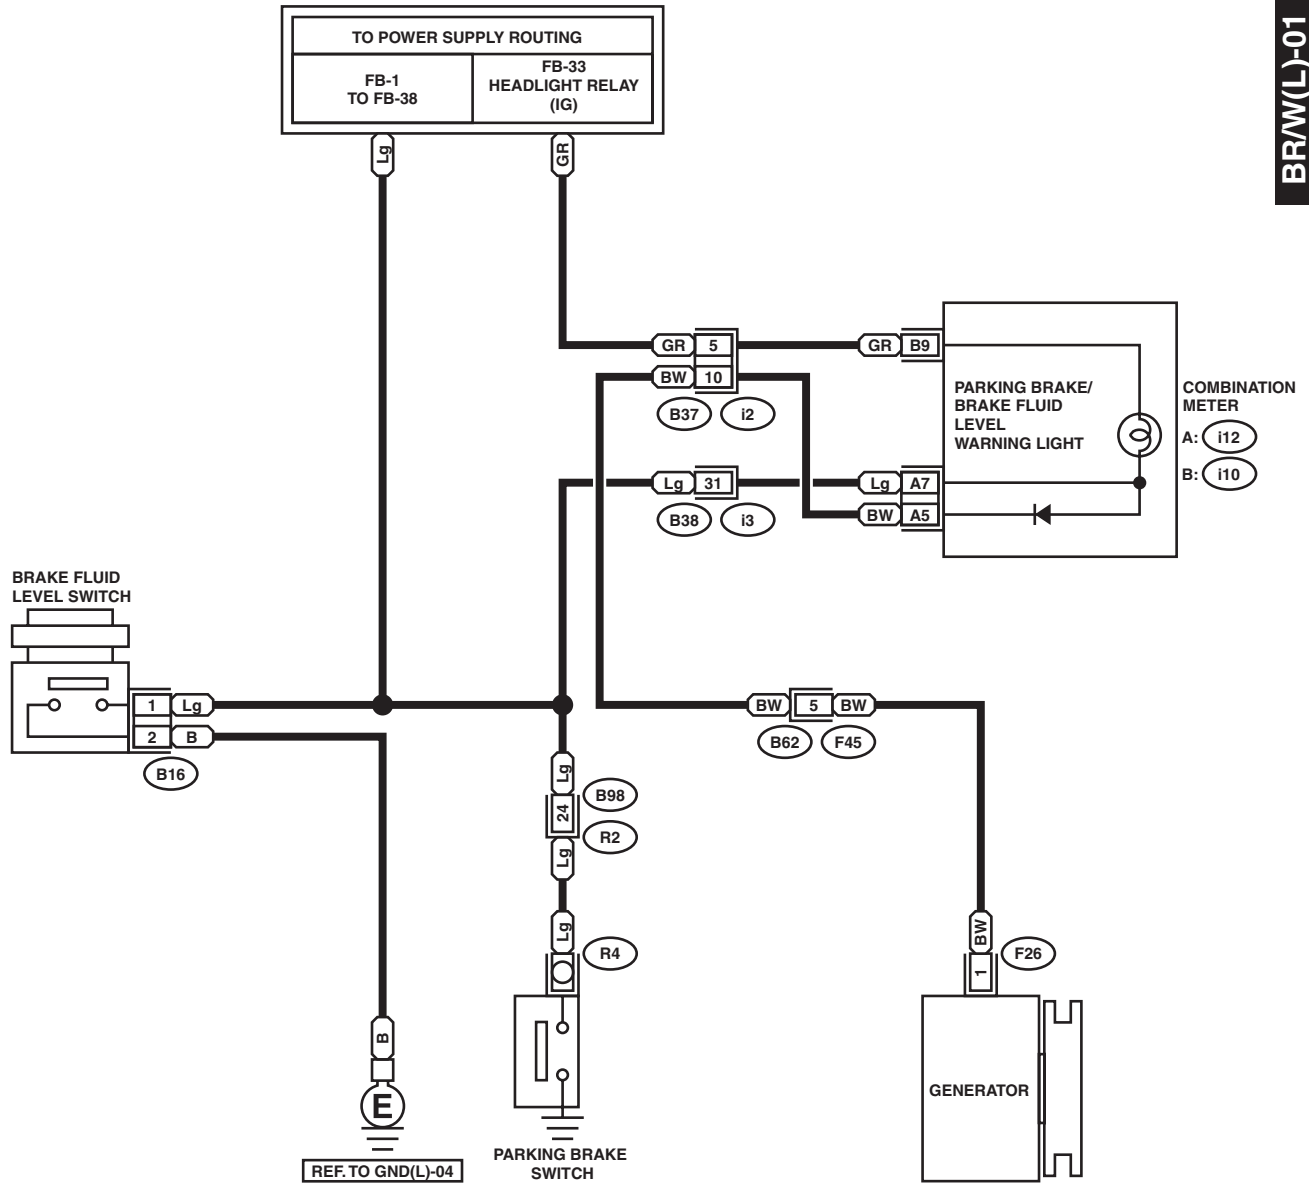 BR/W(L)-01
TO POWER SUPPLY ROUTING
FB-1
TO FB-38
FB-33
HEADLIGHT RELAY
(IG)
Lg
GR
GR
5
GR
B9
BW
10
B37
i2
PARKING BRAKE/
BRAKE FLUID
LEVEL
WARNING LIGHT
COMBINATION
METER
A: i12
B: i10
Lg
31
Lg
A7
BW
A5
B38
i3
BRAKE FLUID
LEVEL SWITCH
1
Lg
2
B
B16
BW
5
BW
B62
F45
Lg
24
B98
R2
Lg
Lg
R4
BW
1
F26
B
E
REF. TO GND(L)-04
PARKING BRAKE
SWITCH
GENERATOR